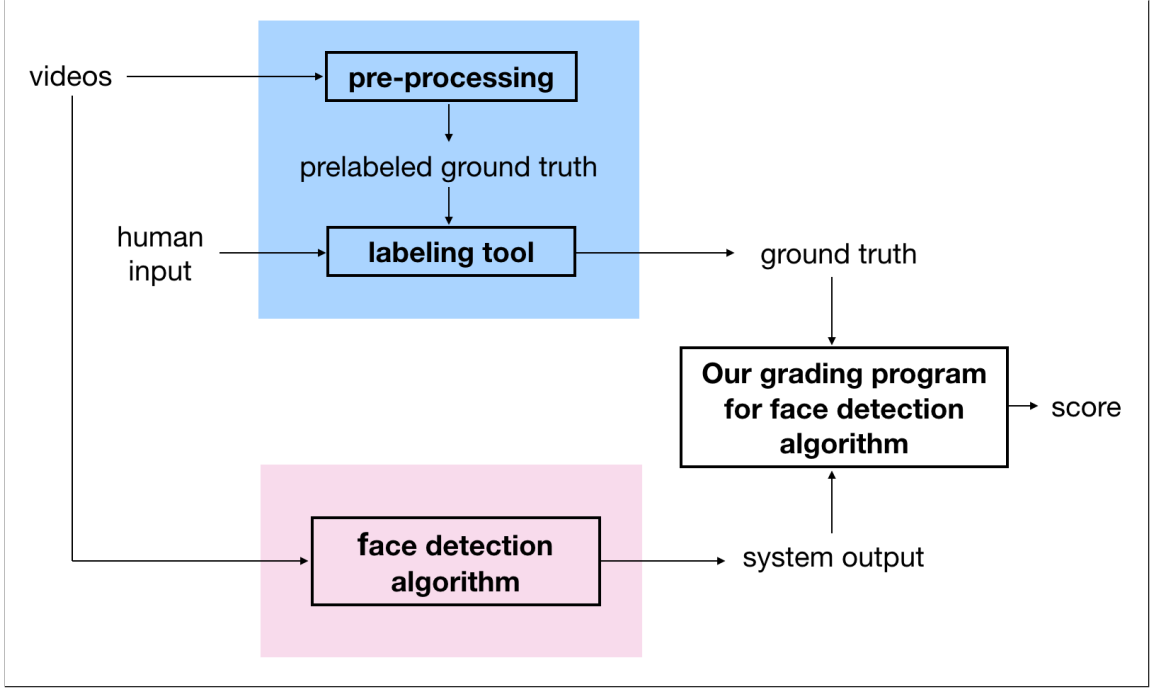 videos
pre-processing
prelabeled ground truth
human
input
labeling tool
ground truth
Our grading program
for face detection
algorithm
score
face detection
algorithm
system output